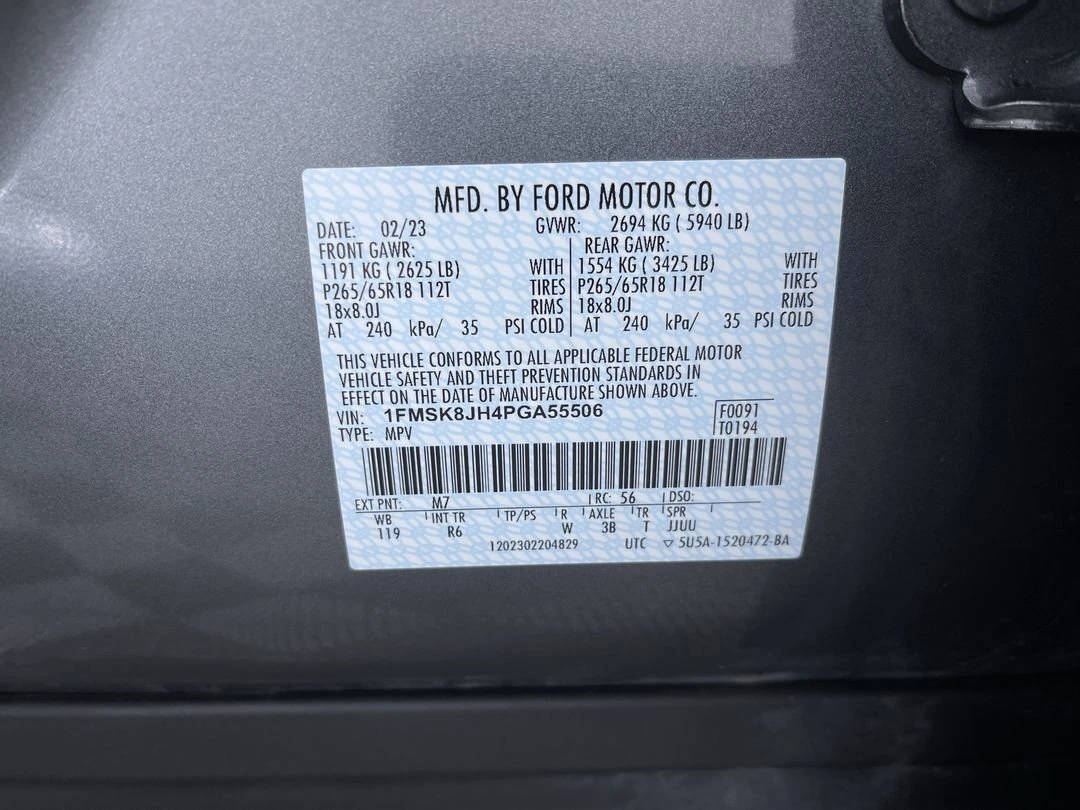 MFD. BY FORD MOTOR CO.
DATE: 02/23 GVWR: 2694 KG ( 5940 LB)
FRONT GAWR: REAR GAWR:
1191 KG ( 2625 LB) WITH 1554 KG ( 3425 LB) WITH
P265/65R18 112T TIRES P265/65R18 112T TIRES
18x8.0J RIMS 18x8.0J RIMS
AT 240 kPa/ 35 PSI COLD AT 240 kPa/ 35 PSI COLD
THIS VEHICLE CONFORMS TO ALL APPLICABLE FEDERAL MOTOR
VEHICLE SAFETY AND THEFT PREVENTION STANDARDS IN
EFFECT ON THE DATE OF MANUFACTURE SHOWN ABOVE.
VIN: 1FMSK8JH4PGA55506 F0091
TYPE: MPV T0194
EXT PNT: M7 RC: 56 DSO:
WB INT TR TP/PS R AXLE TR SPR
119 R6 W 3B T JJUU
1202302204829 UTC ▽ 5U5A-1520472-BA